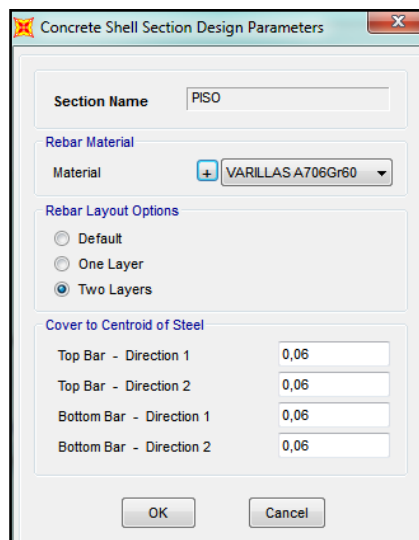 Concrete Shell Section Design Parameters
Section Name PISO
Rebar Material
Material + VARILLAS A706Gr60
Rebar Layout Options
Default
One Layer
Two Layers
Cover to Centroid of Steel
Top Bar - Direction 1 0,06
Top Bar - Direction 2 0,06
Bottom Bar - Direction 1 0,06
Bottom Bar - Direction 2 0,06
OK Cancel